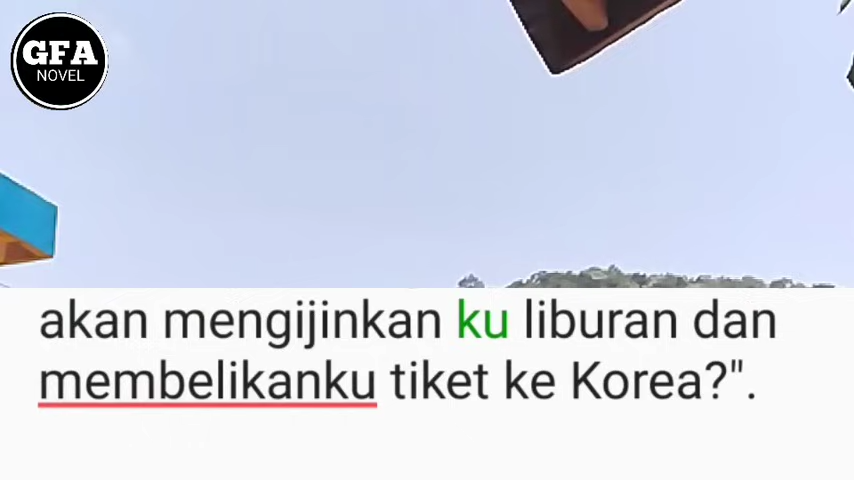 GFA
NOVEL
akan mengijinkan ku liburan dan
membelikanku tiket ke Korea?".